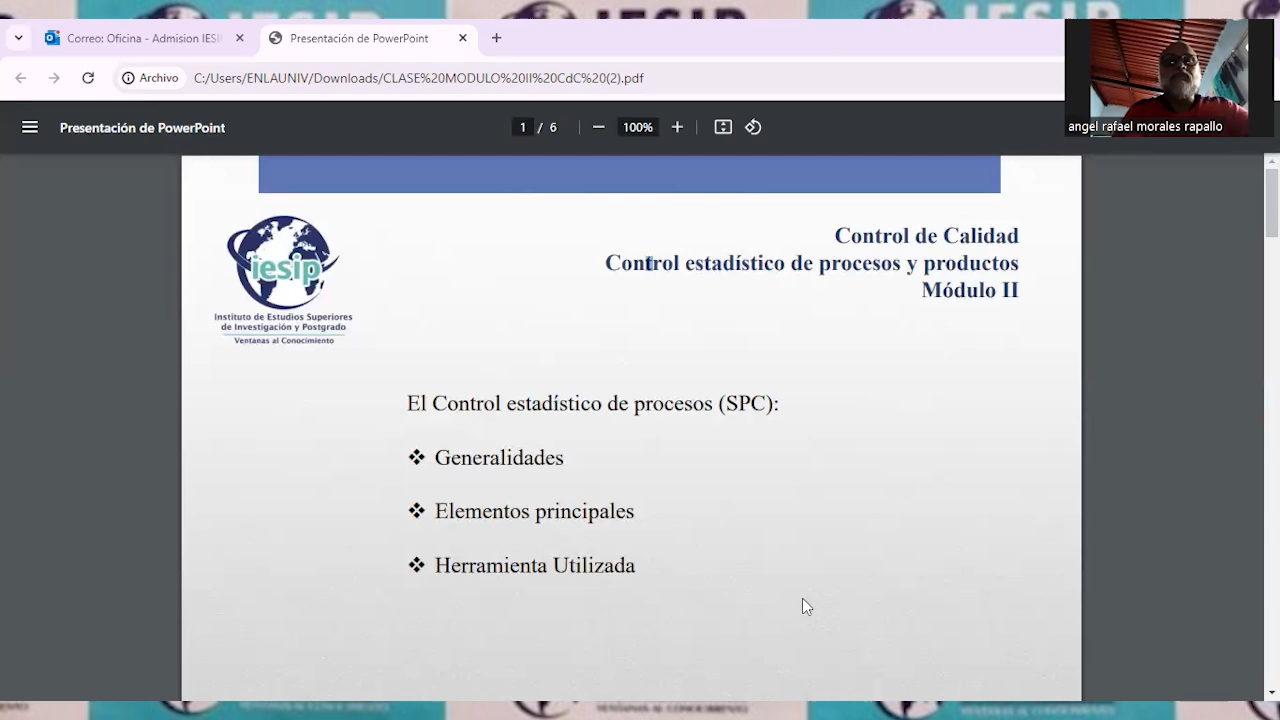 Correo: Oficina - Admision IESI
Presentación de PowerPoint
Archivo
C:/Users/ENLAUNIV/Downloads/CLASE%20MODULO%20II%20CdC%20(2).pdf
angel rafael morales rapallo
Presentación de PowerPoint
1 / 6
100%
iesip
Instituto de Estudios Superiores
de Investigación y Postgrado
Ventanas al Conocimiento
Control de Calidad
Control estadístico de procesos y productos
Módulo II
El Control estadístico de procesos (SPC):
❖ Generalidades
❖ Elementos principales
❖ Herramienta Utilizada
VENTANAS AL CONOCIMIENTO